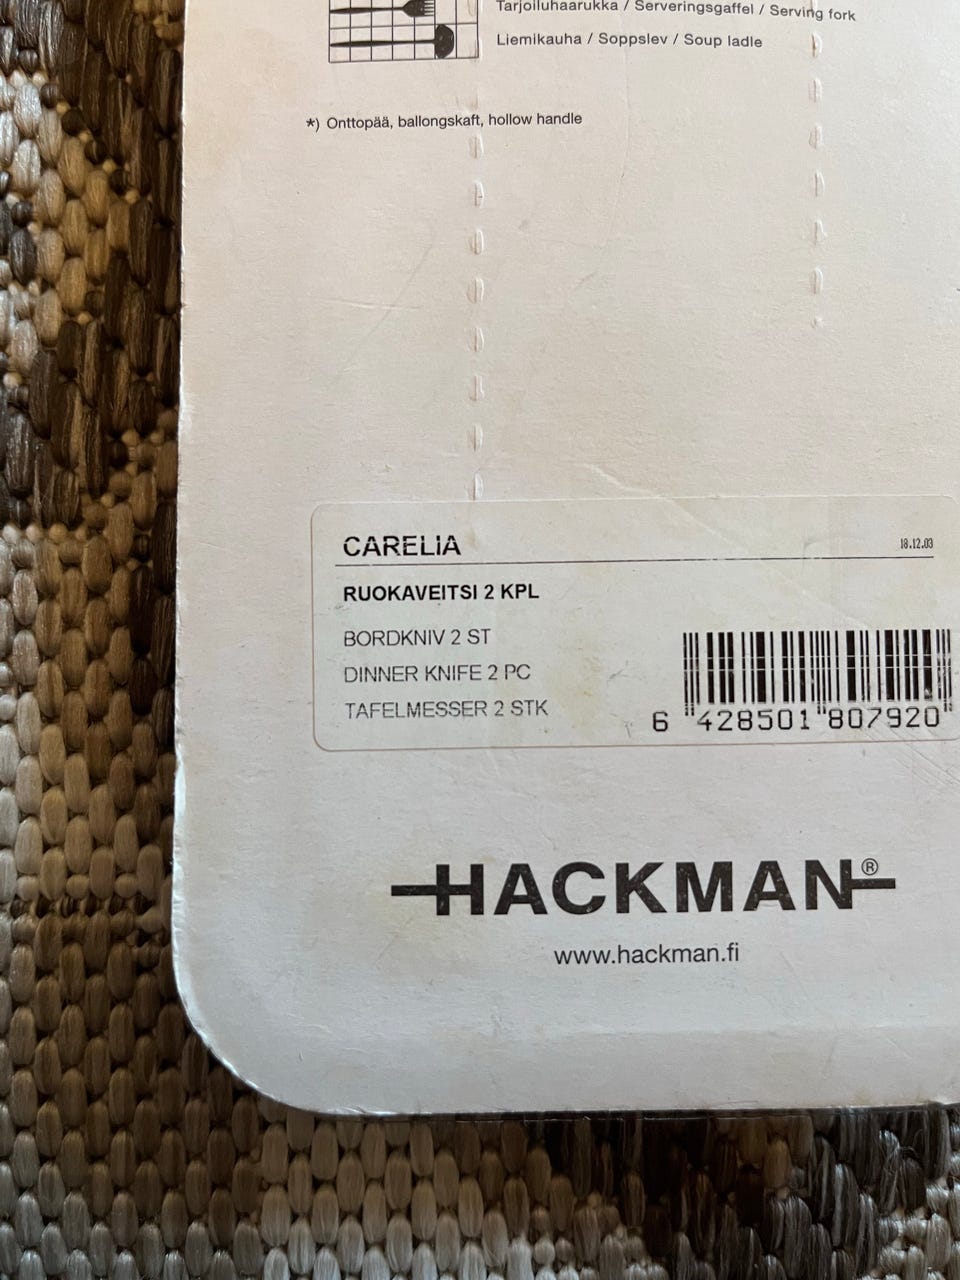 Tarjoiluhaarukka / Serveringsgaffel / Serving fork
Liemikauha / Soppslev / Soup ladle
*) Onttopää, ballongskaft, hollow handle
CARELIA
18.12.03
RUOKAVEITSI 2 KPL
BORDKNIV 2 ST
DINNER KNIFE 2 PC
TAFELMESSER 2 STK
6 428501 807920
HACKMAN®
www.hackman.fi